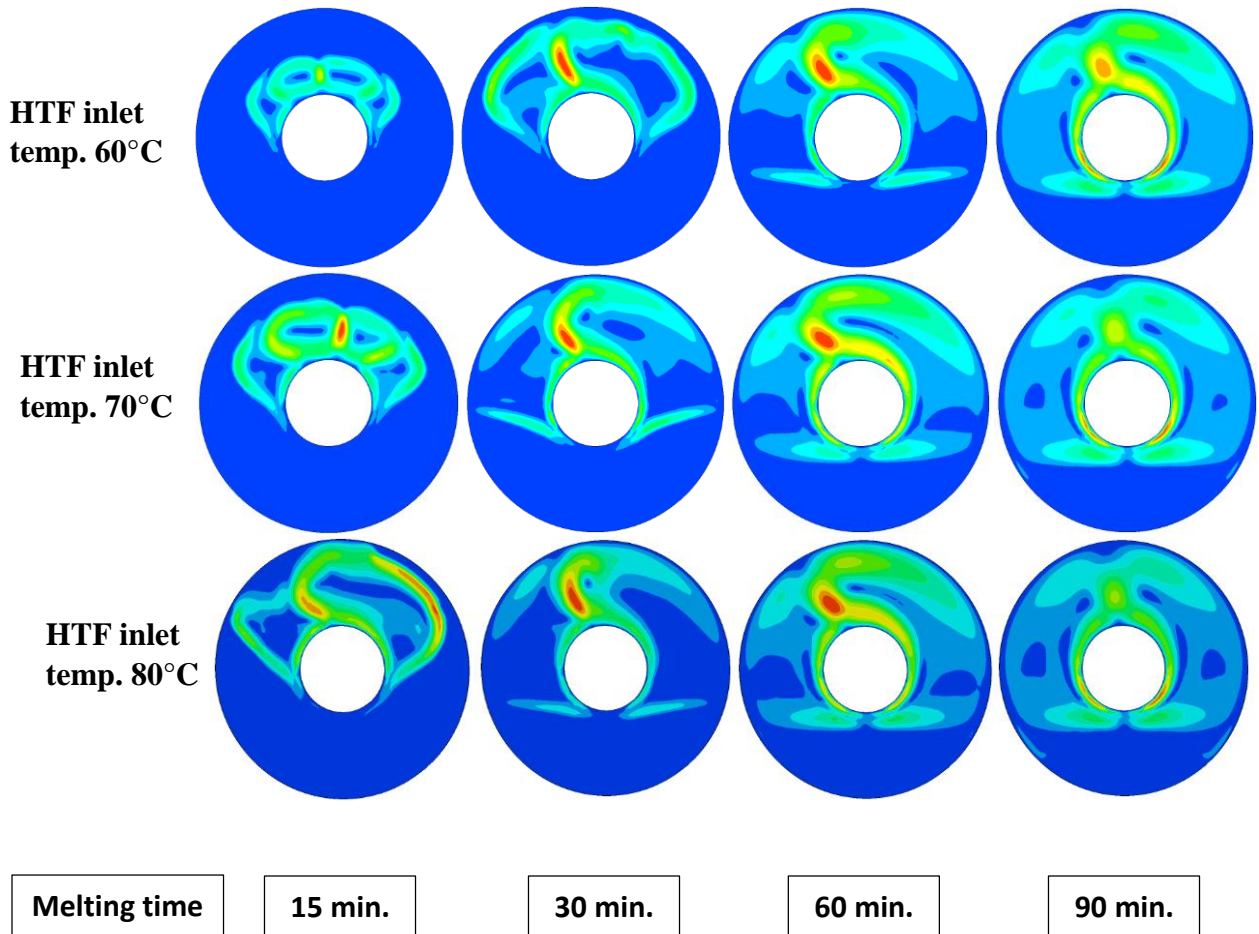 HTF inlet
temp. 60°C
HTF inlet
temp. 70°C
HTF inlet
temp. 80°C
Melting time
15 min.
30 min.
60 min.
90 min.